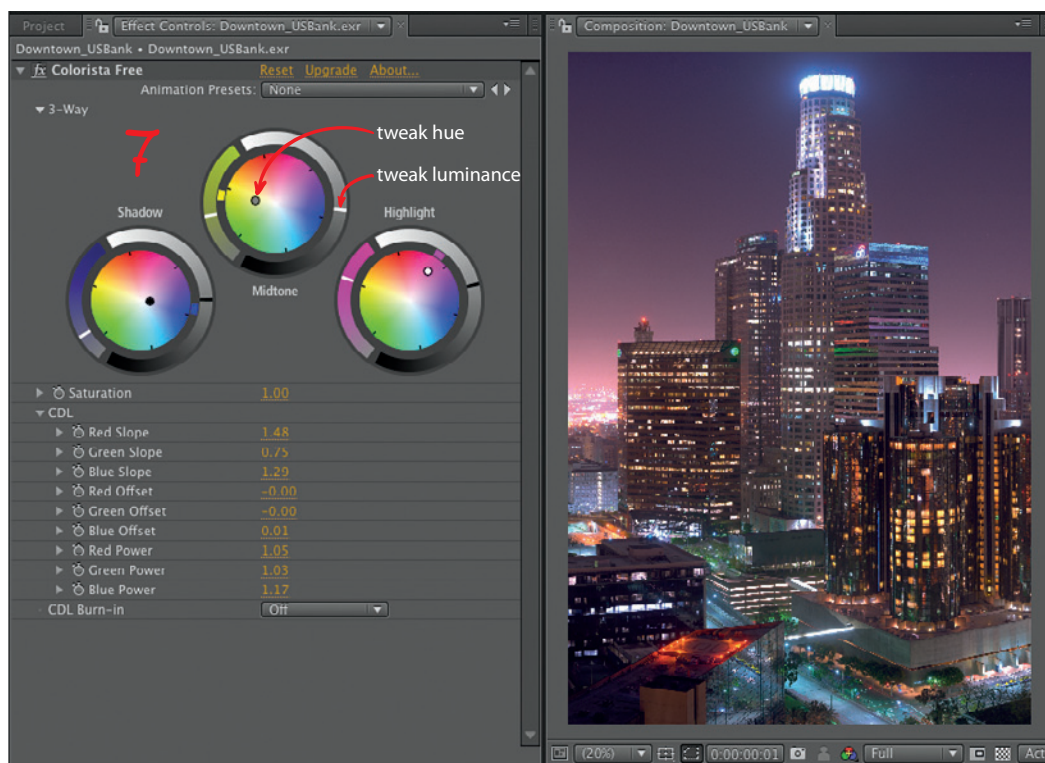 Project
Effect Controls: Downtown_USBank.exr
Downtown_USBank • Downtown_USBank.exr
fx Colorista Free Reset Upgrade About...
Animation Presets: None
3-Way
7
tweak hue
tweak luminance
Shadow
Highlight
Midtone
Saturation 1.00
CDL
Red Slope 1.48
Green Slope 0.75
Blue Slope 1.29
Red Offset -0.00
Green Offset -0.00
Blue Offset 0.01
Red Power 1.05
Green Power 1.03
Blue Power 1.17
CDL Burn-in Off
Composition: Downtown_USBank
(20%) 0:00:00:01 Full Act